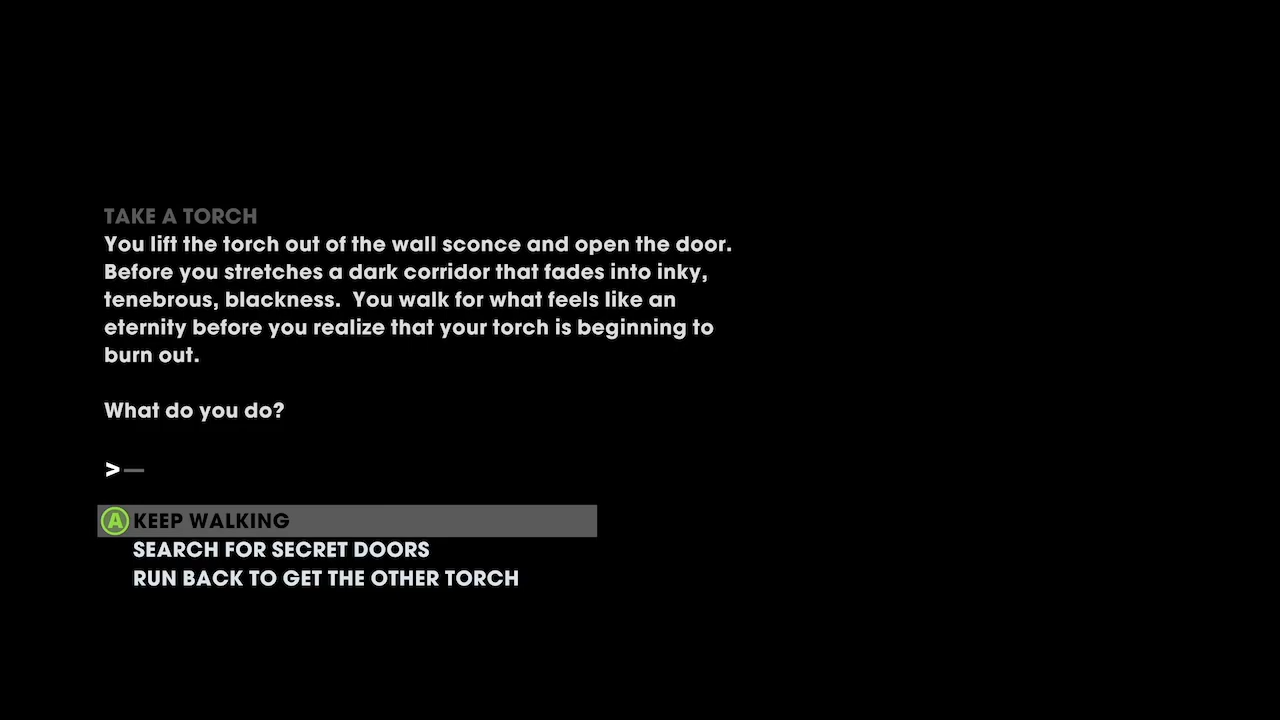 TAKE A TORCH
You lift the torch out of the wall sconce and open the door.
Before you stretches a dark corridor that fades into inky,
tenebrous, blackness.  You walk for what feels like an
eternity before you realize that your torch is beginning to
burn out.
What do you do?
>—
A KEEP WALKING
SEARCH FOR SECRET DOORS
RUN BACK TO GET THE OTHER TORCH